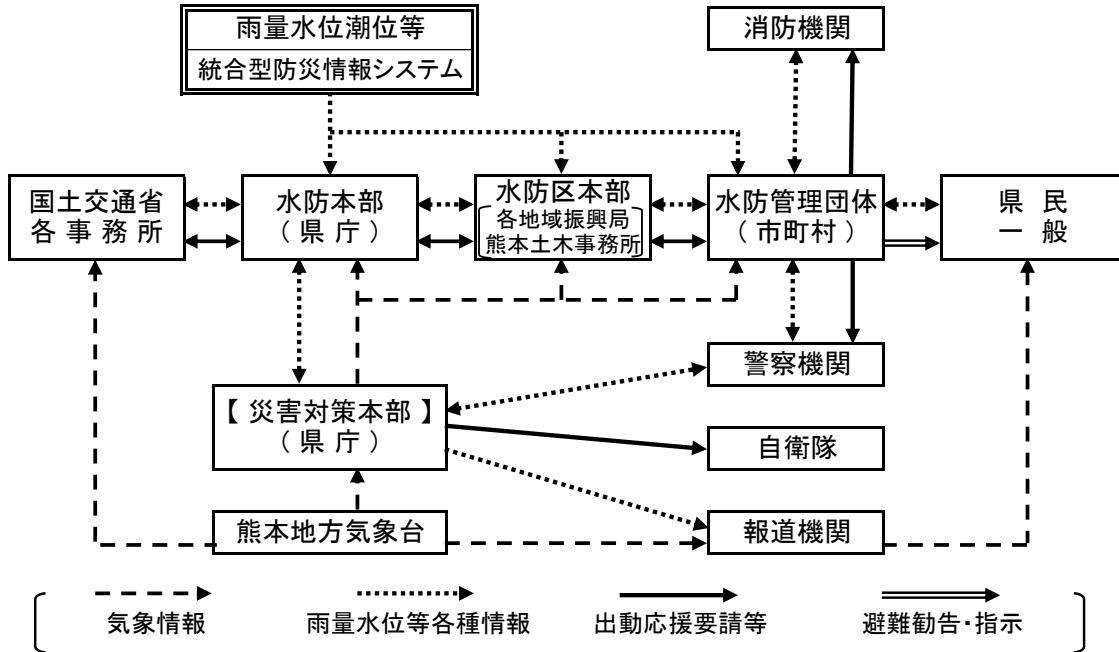 雨量水位潮位等
統合型防災情報システム
消防機関
国土交通省
各事務所
水防本部
（県庁）
水防区本部
各地域振興局
熊本土木事務所
水防管理団体
（市町村）
県民
一般
警察機関
【災害対策本部】
（県庁）
自衛隊
熊本地方気象台
報道機関
気象情報
雨量水位等各種情報
出動応援要請等
避難勧告・指示